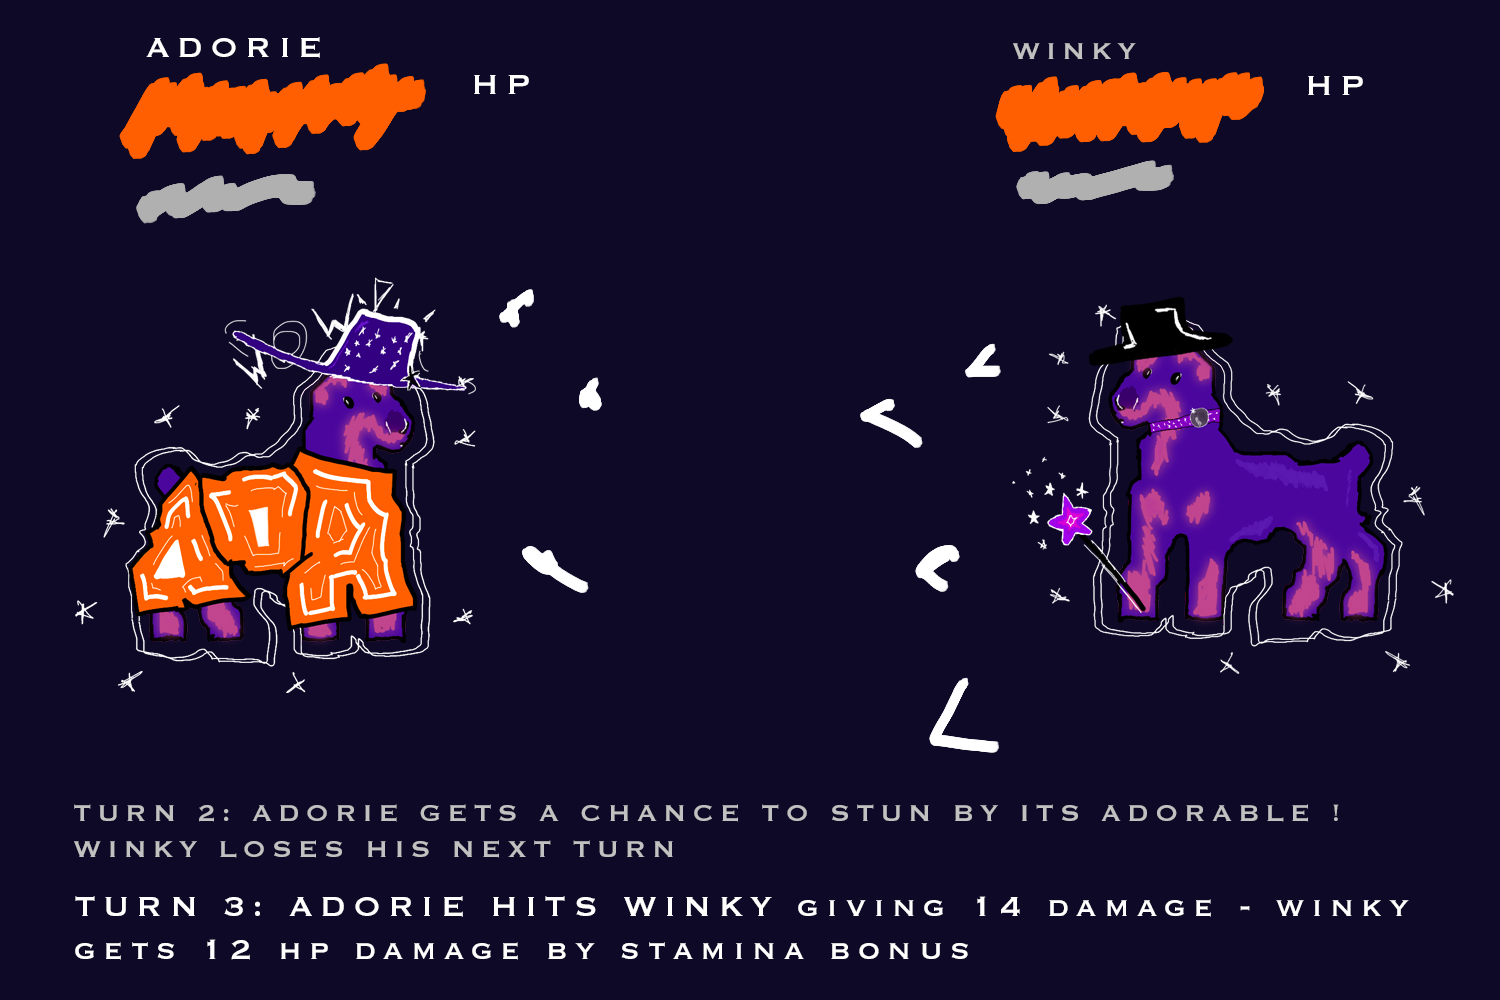 ADORIE
HP
WINKY
HP
ADA
TURN 2: ADORIE GETS A CHANCE TO STUN BY ITS ADORABLE !
WINKY LOSES HIS NEXT TURN
TURN 3: ADORIE HITS WINKY GIVING 14 DAMAGE - WINKY
GETS 12 HP DAMAGE BY STAMINA BONUS